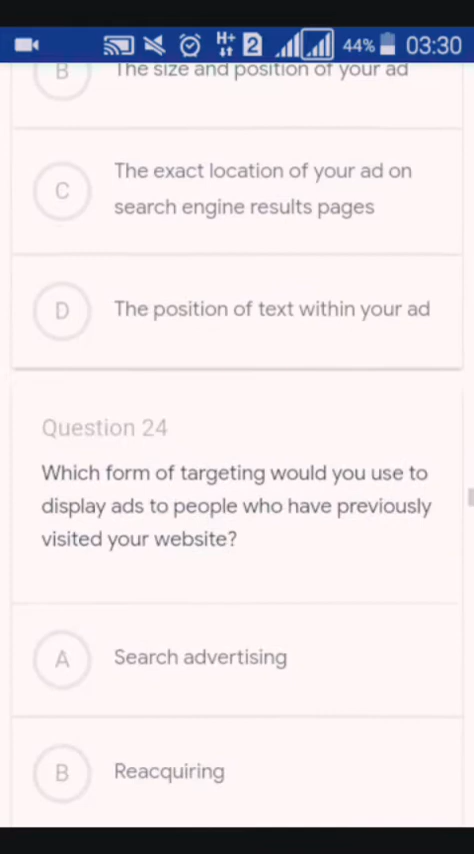 H+ 2 44% 03:30
B The size and position of your ad
C The exact location of your ad on
search engine results pages
D The position of text within your ad
Question 24
Which form of targeting would you use to
display ads to people who have previously
visited your website?
A Search advertising
B Reacquiring